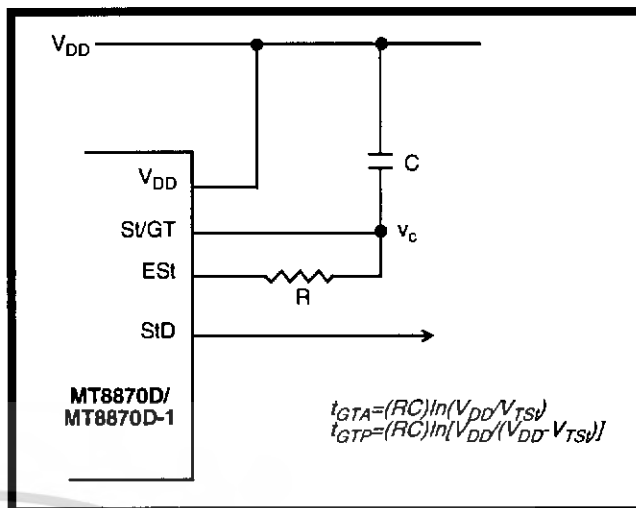 VDD
VDD
C
St/GT
vc
ESt
R
StD
MT8870D/
MT8870D-1
tGTA=(RC)ln(VDD/VTSt)
tGTP=(RC)ln[VDD/(VDD-VTSt)]